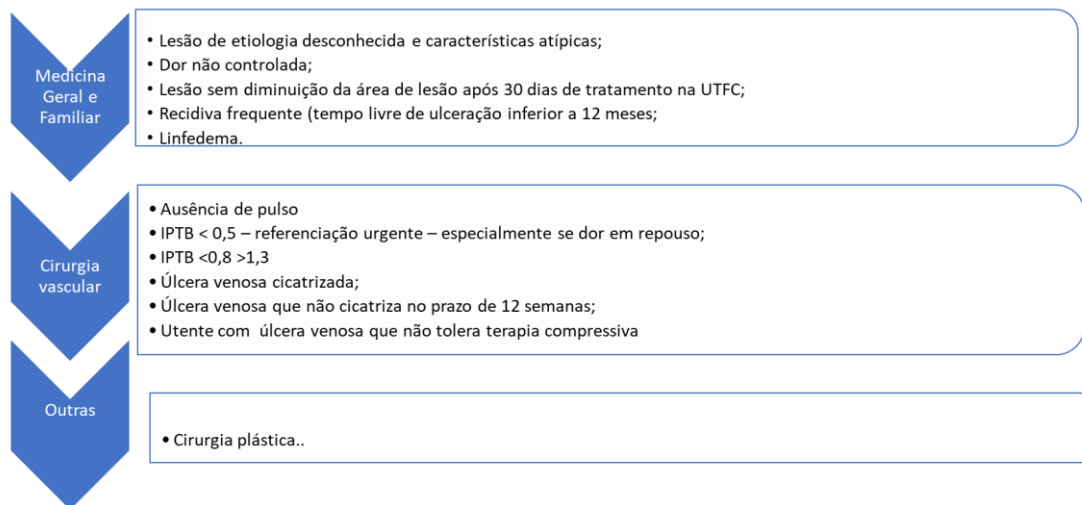 Medicina
Geral e
Familiar
• Lesão de etiologia desconhecida e características atípicas;
• Dor não controlada;
• Lesão sem diminuição da área de lesão após 30 dias de tratamento na UTFC;
• Recidiva frequente (tempo livre de ulceração inferior a 12 meses;
• Linfedema.
Cirurgia
vascular
• Ausência de pulso
• IPTB < 0,5 – referenciação urgente – especialmente se dor em repouso;
• IPTB <0,8 >1,3
• Úlcera venosa cicatrizada;
• Úlcera venosa que não cicatriza no prazo de 12 semanas;
• Utente com úlcera venosa que não tolera terapia compressiva
Outras
• Cirurgia plástica..